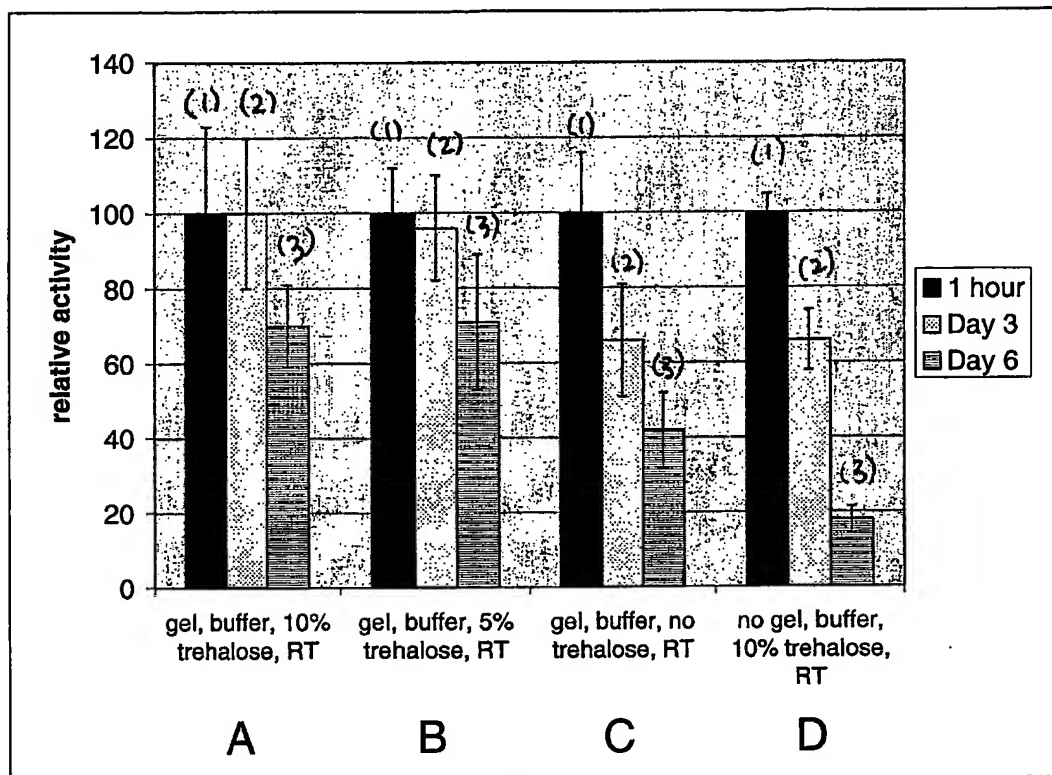 140
120
100
80
60
40
20
0
relative activity
(1) (2) (3)
(1) (2) (3)
(1) (2) (3)
(1) (2) (3)
1 hour
Day 3
Day 6
gel, buffer, 10%
trehalose, RT
gel, buffer, 5%
trehalose, RT
gel, buffer, no
trehalose, RT
no gel, buffer,
10% trehalose,
RT
A
B
C
D